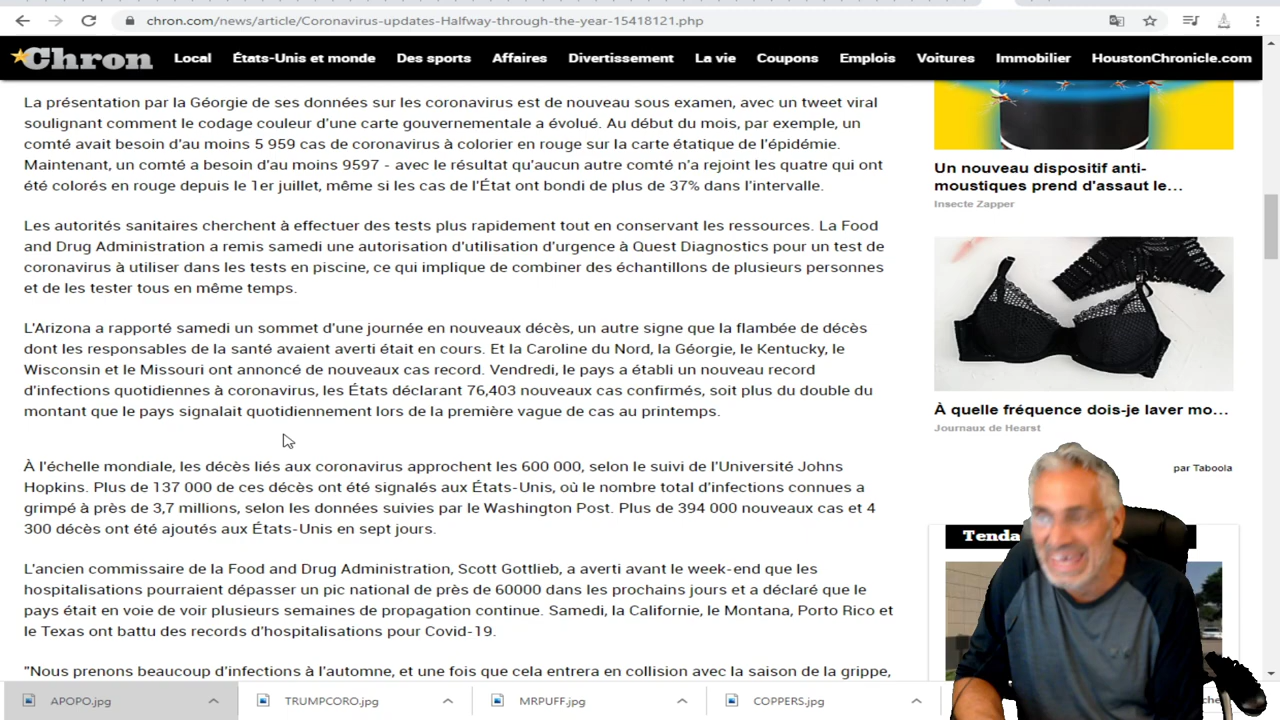 chron.com/news/article/Coronavirus-updates-Halfway-through-the-year-15418121.php
Chron
Local
États-Unis et monde
Des sports
Affaires
Divertissement
La vie
Coupons
Emplois
Voitures
Immobilier
HoustonChronicle.com
La présentation par la Géorgie de ses données sur les coronavirus est de nouveau sous examen, avec un tweet viral
soulignant comment le codage couleur d'une carte gouvernementale a évolué. Au début du mois, par exemple, un
comté avait besoin d'au moins 5 959 cas de coronavirus à colorier en rouge sur la carte étatique de l'épidémie.
Maintenant, un comté a besoin d'au moins 9597 - avec le résultat qu'aucun autre comté n'a rejoint les quatre qui ont
été colorés en rouge depuis le 1er juillet, même si les cas de l'État ont bondi de plus de 37% dans l'intervalle.
Les autorités sanitaires cherchent à effectuer des tests plus rapidement tout en conservant les ressources. La Food
and Drug Administration a remis samedi une autorisation d'utilisation d'urgence à Quest Diagnostics pour un test de
coronavirus à utiliser dans les tests en piscine, ce qui implique de combiner des échantillons de plusieurs personnes
et de les tester tous en même temps.
L'Arizona a rapporté samedi un sommet d'une journée en nouveaux décès, un autre signe que la flambée de décès
dont les responsables de la santé avaient averti était en cours. Et la Caroline du Nord, la Géorgie, le Kentucky, le
Wisconsin et le Missouri ont annoncé de nouveaux cas record. Vendredi, le pays a établi un nouveau record
d'infections quotidiennes à coronavirus, les États déclarant 76,403 nouveaux cas confirmés, soit plus du double du
montant que le pays signalait quotidiennement lors de la première vague de cas au printemps.
À l'échelle mondiale, les décès liés aux coronavirus approchent les 600 000, selon le suivi de l'Université Johns
Hopkins. Plus de 137 000 de ces décès ont été signalés aux États-Unis, où le nombre total d'infections connues a
grimpé à près de 3,7 millions, selon les données suivies par le Washington Post. Plus de 394 000 nouveaux cas et 4
300 décès ont été ajoutés aux États-Unis en sept jours.
L'ancien commissaire de la Food and Drug Administration, Scott Gottlieb, a averti avant le week-end que les
hospitalisations pourraient dépasser un pic national de près de 60000 dans les prochains jours et a déclaré que le
pays était en voie de voir plusieurs semaines de propagation continue. Samedi, la Californie, le Montana, Porto Rico et
le Texas ont battu des records d'hospitalisations pour Covid-19.
"Nous prenons beaucoup d'infections à l'automne, et une fois que cela entrera en collision avec la saison de la grippe,
Un nouveau dispositif anti-
moustiques prend d'assaut le...
Insecte Zapper
À quelle fréquence dois-je laver mo...
Journaux de Hearst
par Taboola
APOPO.jpg
TRUMPCORO.jpg
MRPUFF.jpg
COPPERS.jpg